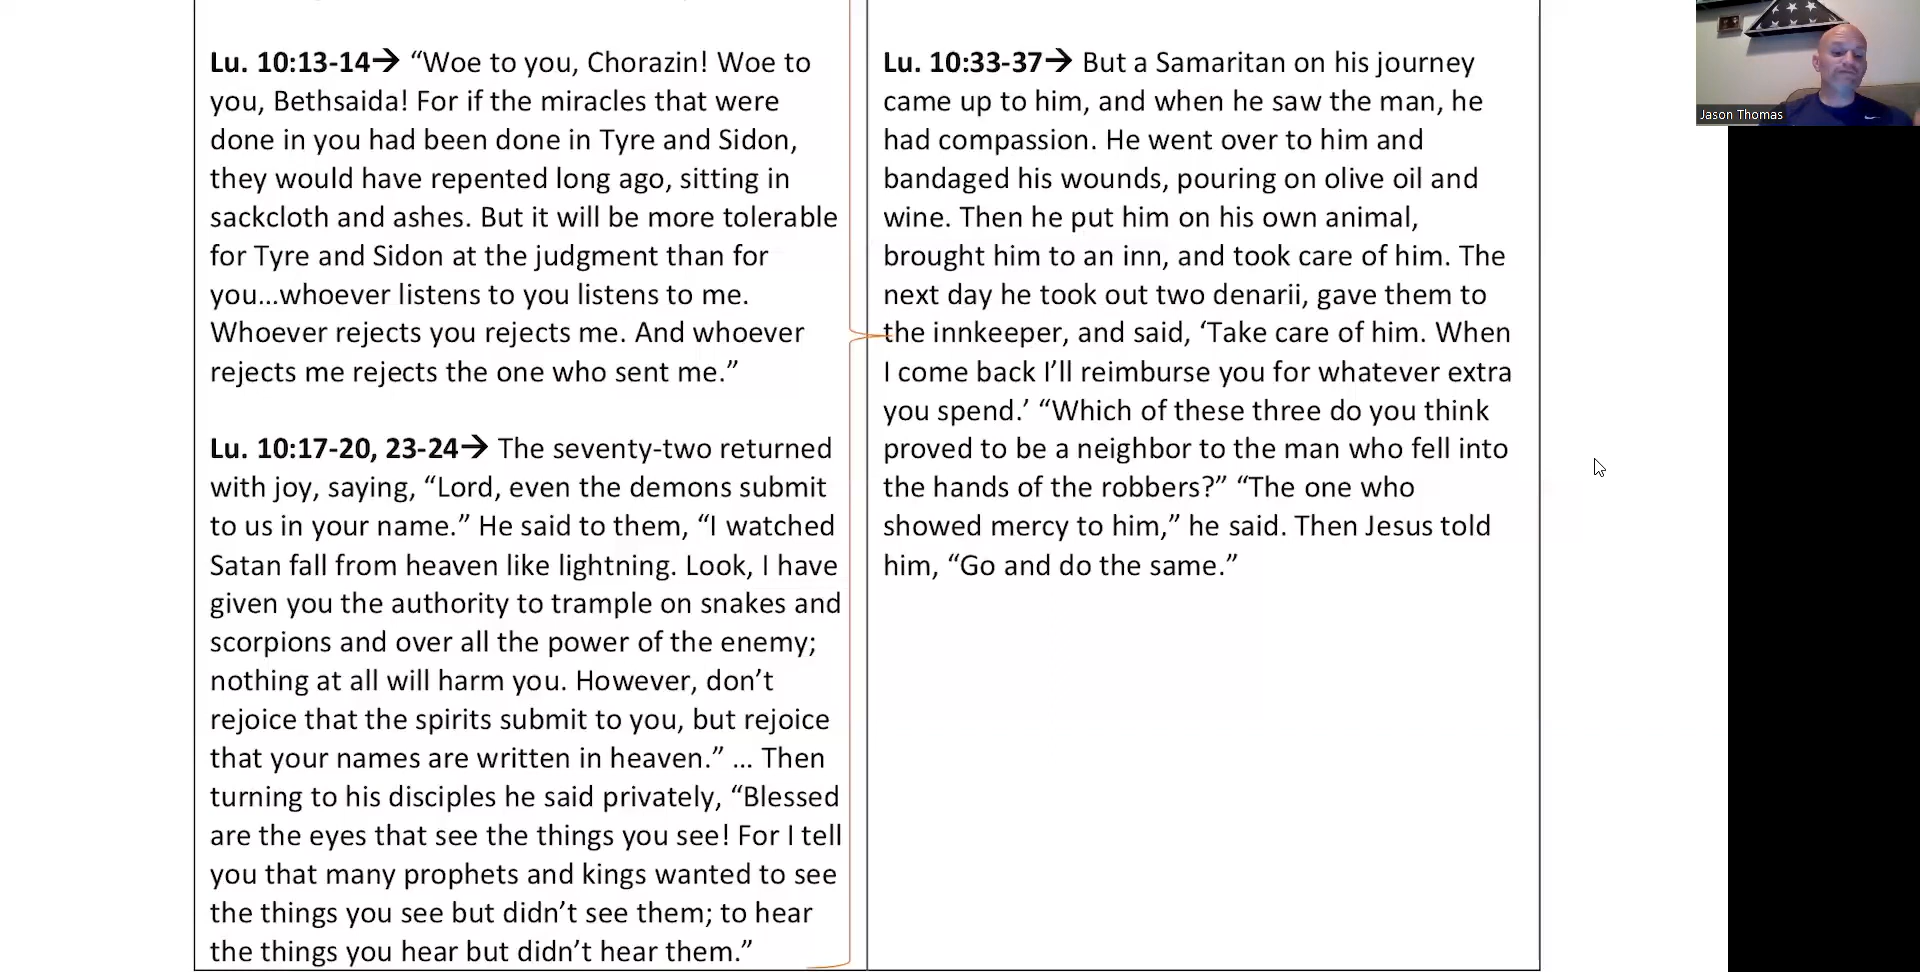 Lu. 10:13-14→ “Woe to you, Chorazin! Woe to
you, Bethsaida! For if the miracles that were
done in you had been done in Tyre and Sidon,
they would have repented long ago, sitting in
sackcloth and ashes. But it will be more tolerable
for Tyre and Sidon at the judgment than for
you…whoever listens to you listens to me.
Whoever rejects you rejects me. And whoever
rejects me rejects the one who sent me.”
Lu. 10:17-20, 23-24→ The seventy-two returned
with joy, saying, “Lord, even the demons submit
to us in your name.” He said to them, “I watched
Satan fall from heaven like lightning. Look, I have
given you the authority to trample on snakes and
scorpions and over all the power of the enemy;
nothing at all will harm you. However, don’t
rejoice that the spirits submit to you, but rejoice
that your names are written in heaven.” … Then
turning to his disciples he said privately, “Blessed
are the eyes that see the things you see! For I tell
you that many prophets and kings wanted to see
the things you see but didn’t see them; to hear
the things you hear but didn’t hear them.”
Lu. 10:33-37→ But a Samaritan on his journey
came up to him, and when he saw the man, he
had compassion. He went over to him and
bandaged his wounds, pouring on olive oil and
wine. Then he put him on his own animal,
brought him to an inn, and took care of him. The
next day he took out two denarii, gave them to
the innkeeper, and said, ‘Take care of him. When
I come back I’ll reimburse you for whatever extra
you spend.’ “Which of these three do you think
proved to be a neighbor to the man who fell into
the hands of the robbers?” “The one who
showed mercy to him,” he said. Then Jesus told
him, “Go and do the same.”
Jason Thomas